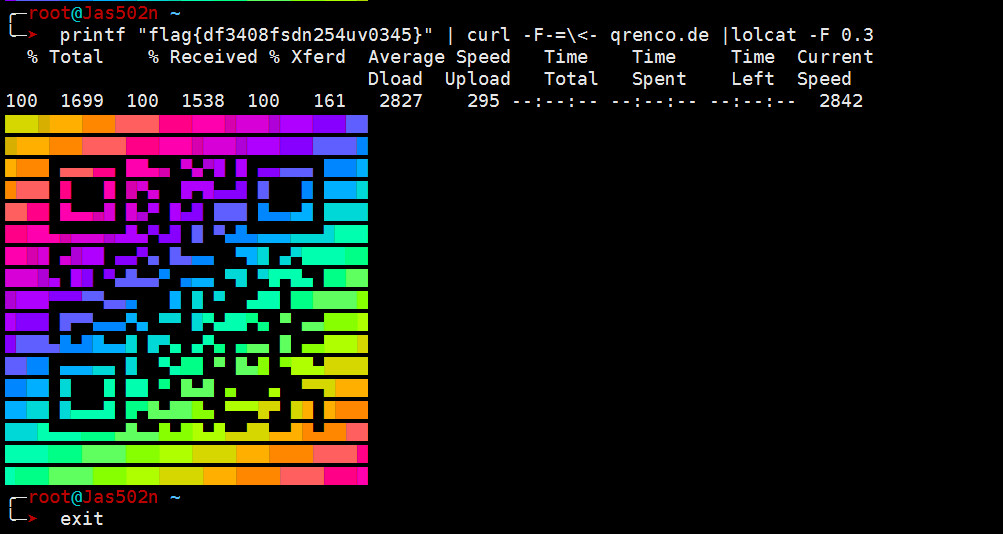 ╭─root@Jas502n ~
╰─➤  printf "flag{df3408fsdn254uv0345}" | curl -F-=\<- qrenco.de |lolcat -F 0.3
  % Total    % Received % Xferd  Average Speed   Time    Time     Time  Current
                                 Dload  Upload   Total   Spent    Left  Speed
100  1699  100  1538  100   161   2827    295 --:--:-- --:--:-- --:--:--  2842
╭─root@Jas502n ~
╰─➤  exit